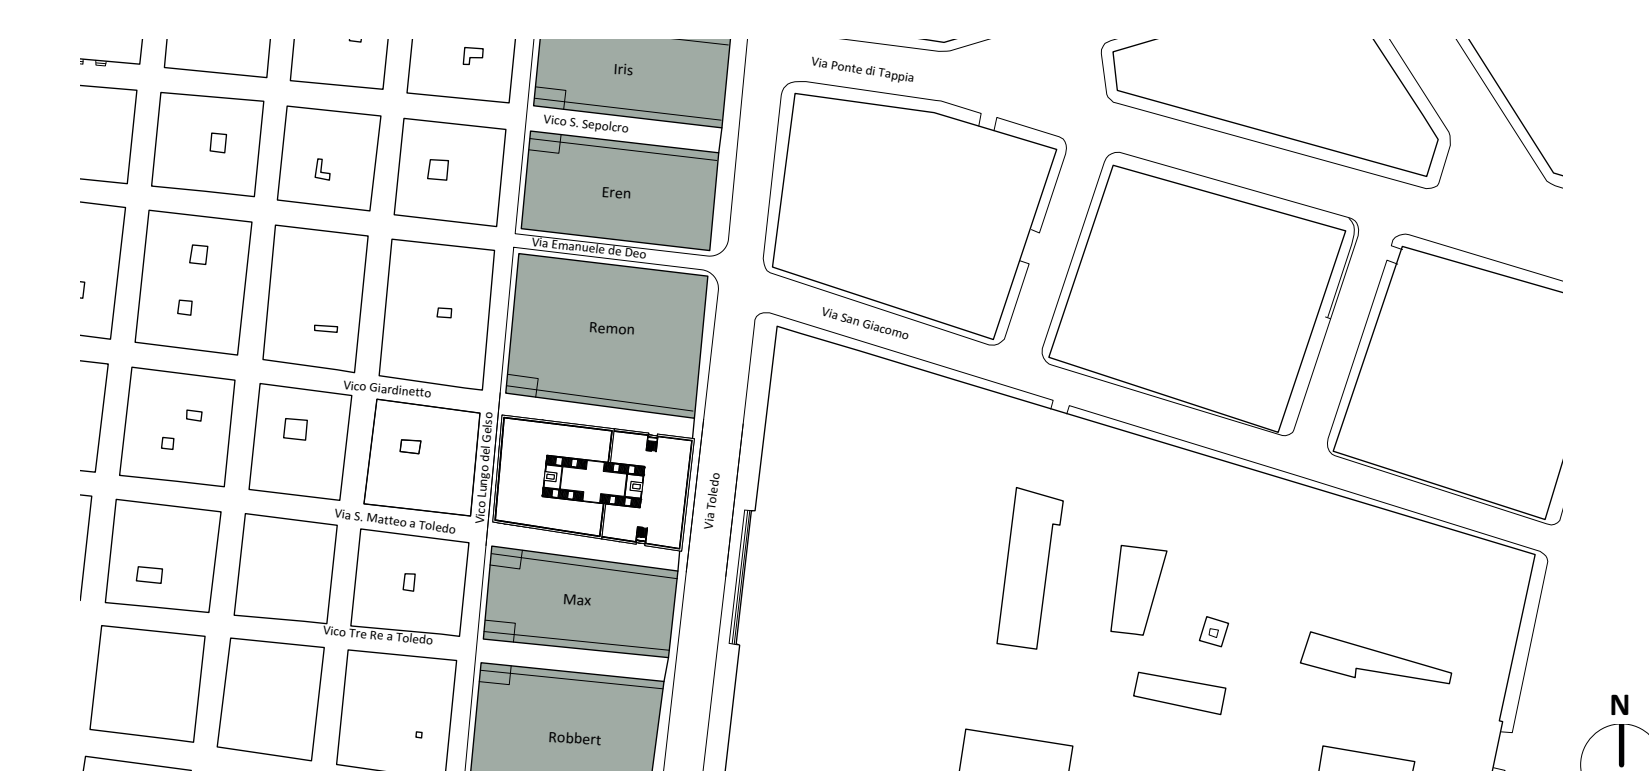 Iris
Via Ponte di Tappia
Vico S. Sepolcro
Eren
Via Emanuele de Deo
Remon
Via San Giacomo
Vico Giardinetto
Vico Lungo del Gelso
Via Toledo
Via S. Matteo a Toledo
Max
Vico Tre Re a Toledo
N
Robbert